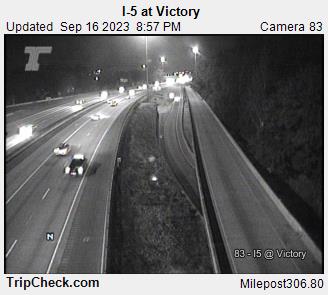 I-5 at Victory
Updated Sep 16 2023 8:57 PM Camera 83
T
N
83 - I5 @ Victory
TripCheck.com Milepost306.80